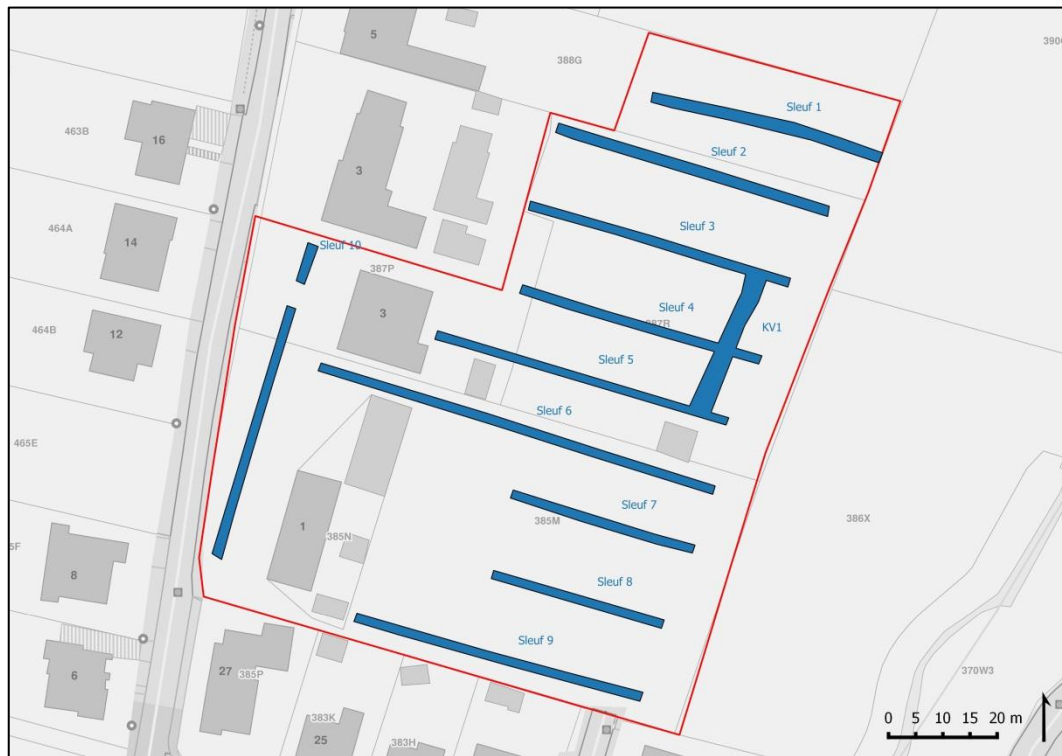 5
388G
390
463B
16
Sleuf 1
Sleuf 2
3
464A
14
Sleuf 3
Sleuf 10
387P
Sleuf 4
3
387R
KV1
464B
12
Sleuf 5
Sleuf 6
465E
Sleuf 7
385M
386X
1
385N
5F
8
Sleuf 8
Sleuf 9
6
27
385P
370W3
383K
25
383H
0 5 10 15 20 m